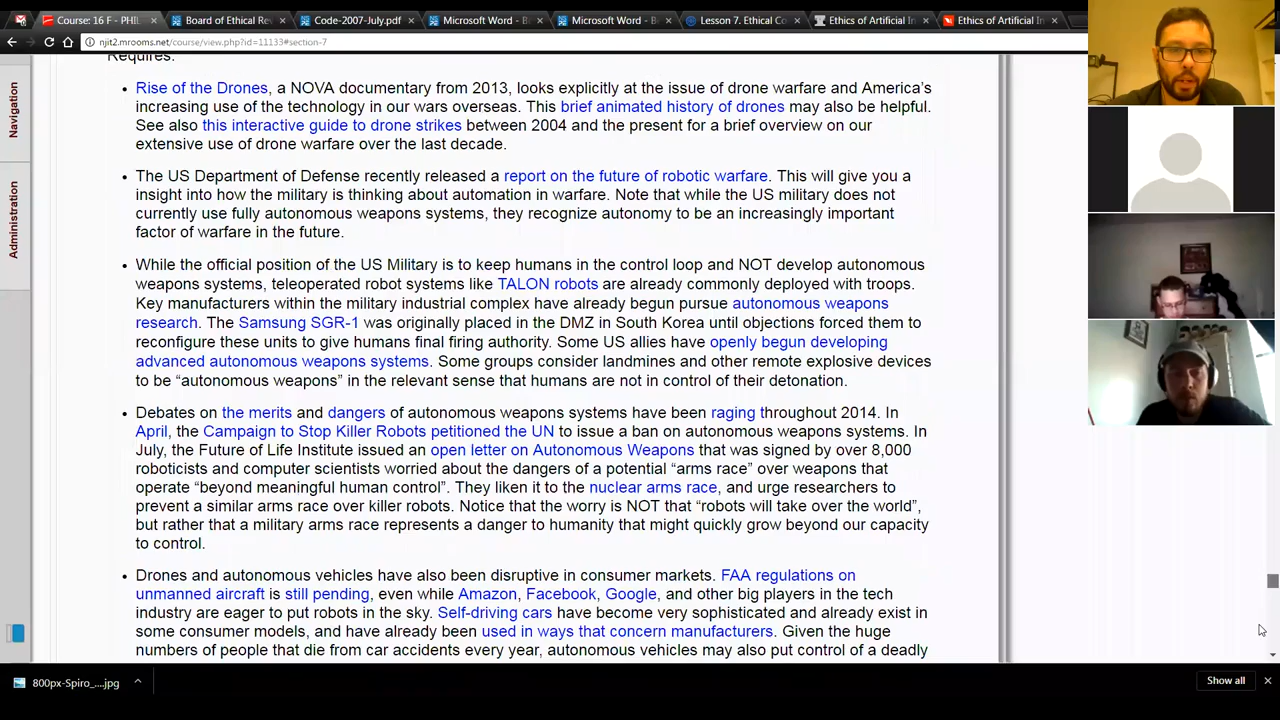 Course: 16 F - PHIL
Board of Ethical Re
Code-2007-July.pdf
Microsoft Word - B
Microsoft Word - B
Lesson 7. Ethical Co
Ethics of Artificial In
Ethics of Artificial In
njit2.mrooms.net/course/view.php?id=11133#section-7
Navigation
Administration
Requires:
• Rise of the Drones, a NOVA documentary from 2013, looks explicitly at the issue of drone warfare and America's
increasing use of the technology in our wars overseas. This brief animated history of drones may also be helpful.
See also this interactive guide to drone strikes between 2004 and the present for a brief overview on our
extensive use of drone warfare over the last decade.
• The US Department of Defense recently released a report on the future of robotic warfare. This will give you a
insight into how the military is thinking about automation in warfare. Note that while the US military does not
currently use fully autonomous weapons systems, they recognize autonomy to be an increasingly important
factor of warfare in the future.
• While the official position of the US Military is to keep humans in the control loop and NOT develop autonomous
weapons systems, teleoperated robot systems like TALON robots are already commonly deployed with troops.
Key manufacturers within the military industrial complex have already begun pursue autonomous weapons
research. The Samsung SGR-1 was originally placed in the DMZ in South Korea until objections forced them to
reconfigure these units to give humans final firing authority. Some US allies have openly begun developing
advanced autonomous weapons systems. Some groups consider landmines and other remote explosive devices
to be “autonomous weapons” in the relevant sense that humans are not in control of their detonation.
• Debates on the merits and dangers of autonomous weapons systems have been raging throughout 2014. In
April, the Campaign to Stop Killer Robots petitioned the UN to issue a ban on autonomous weapons systems. In
July, the Future of Life Institute issued an open letter on Autonomous Weapons that was signed by over 8,000
roboticists and computer scientists worried about the dangers of a potential “arms race” over weapons that
operate “beyond meaningful human control”. They liken it to the nuclear arms race, and urge researchers to
prevent a similar arms race over killer robots. Notice that the worry is NOT that “robots will take over the world”,
but rather that a military arms race represents a danger to humanity that might quickly grow beyond our capacity
to control.
• Drones and autonomous vehicles have also been disruptive in consumer markets. FAA regulations on
unmanned aircraft is still pending, even while Amazon, Facebook, Google, and other big players in the tech
industry are eager to put robots in the sky. Self-driving cars have become very sophisticated and already exist in
some consumer models, and have already been used in ways that concern manufacturers. Given the huge
numbers of people that die from car accidents every year, autonomous vehicles may also put control of a deadly
800px-Spiro_....jpg
Show all